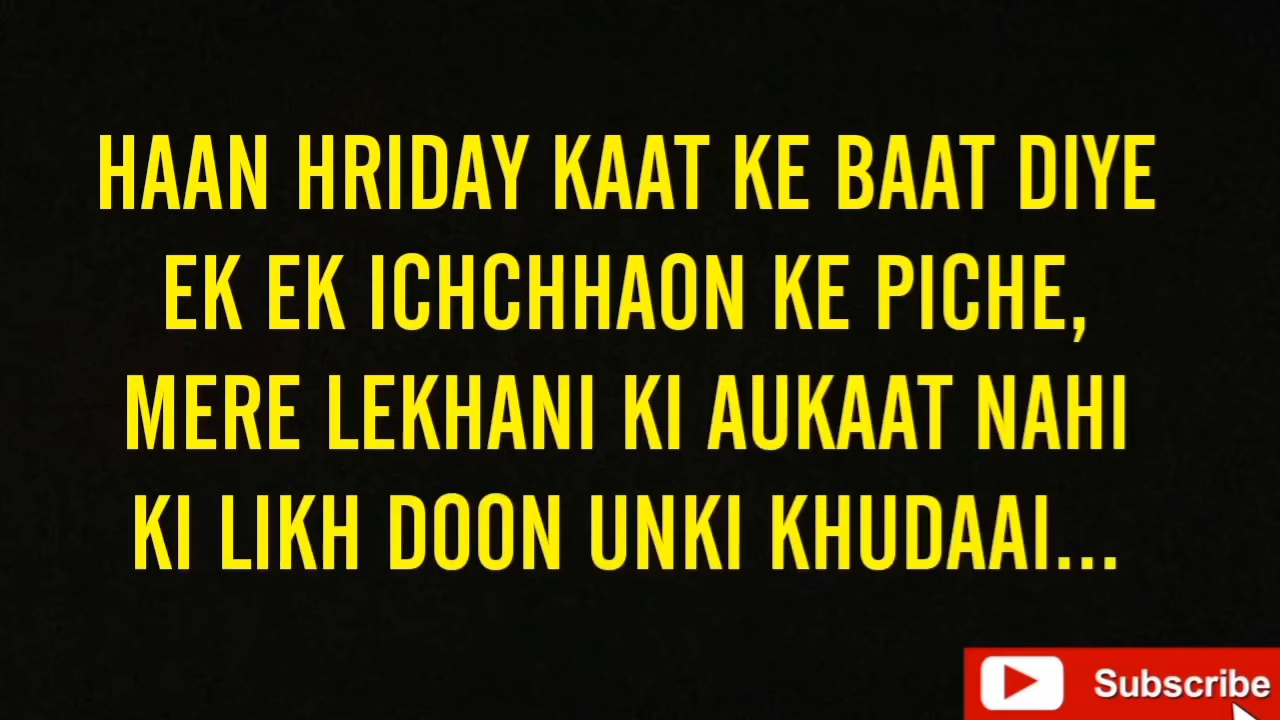 HAAN HRIDAY KAAT KE BAAT DIYE
EK EK ICHCHHAON KE PICHE,
MERE LEKHANI KI AUKAAT NAHI
KI LIKH DOON UNKI KHUDAAI...
Subscribe